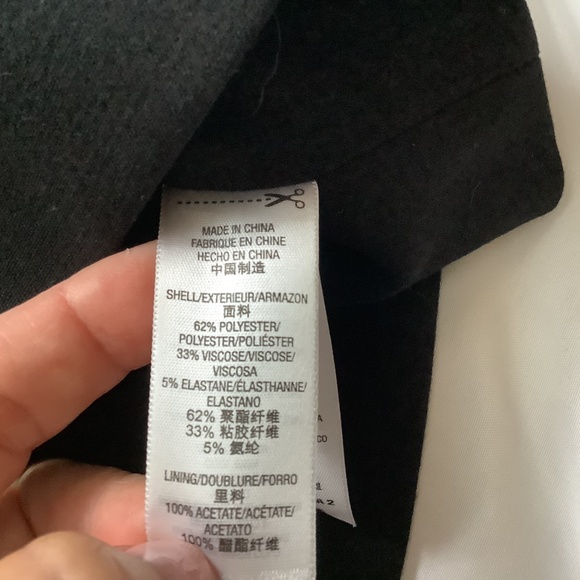 MADE IN CHINA
FABRIQUE EN CHINE
HECHO EN CHINA
中国制造
SHELL/EXTERIEUR/ARMAZON
面料
62% POLYESTER/
POLYESTER/POLIÉSTER
33% VISCOSE/VISCOSE/
VISCOSA
5% ELASTANE/ÉLASTHANNE/
ELASTANO
62% 聚酯纤维
33% 粘胶纤维
5% 氨纶
LINING/DOUBLURE/FORRO
里料
100% ACETATE/ACÉTATE/
ACETATO
100% 醋酯纤维